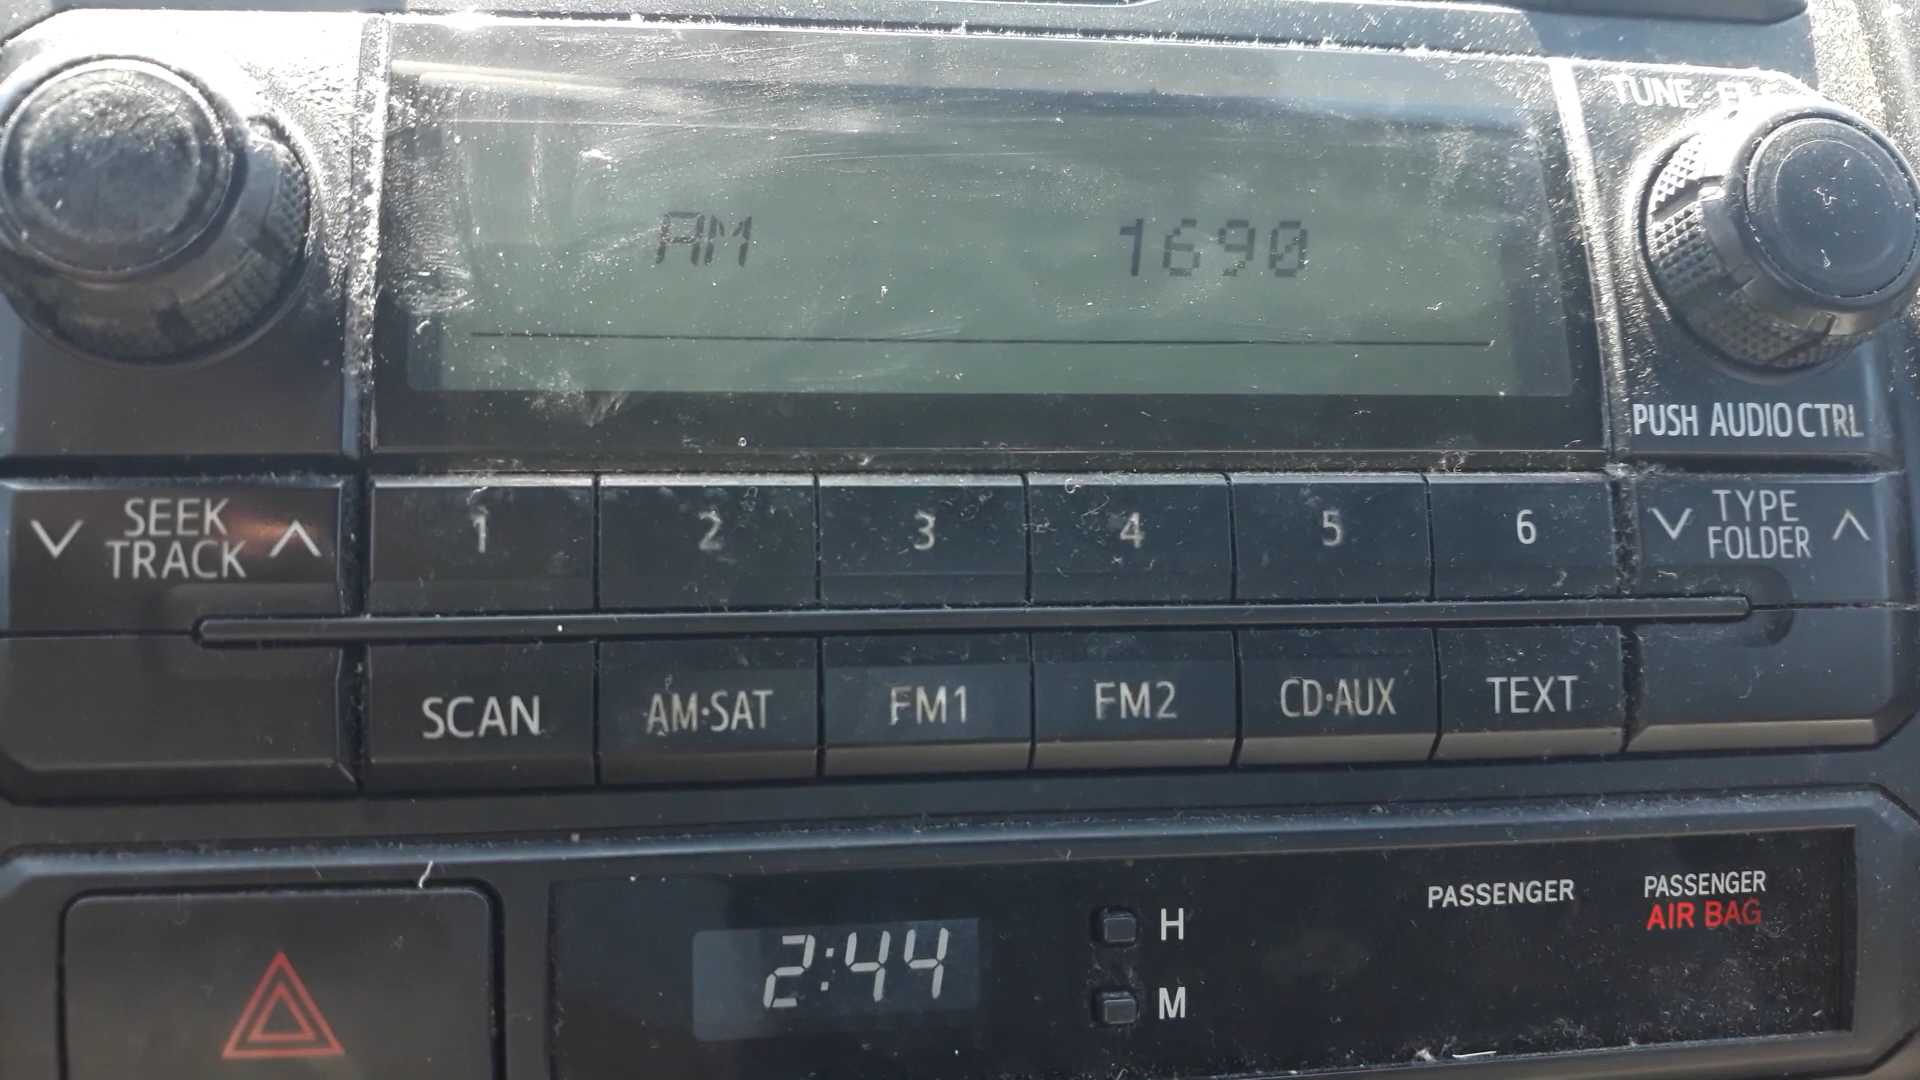 TUNE
AM 1690
PUSH AUDIO CTRL
SEEK
TRACK
1 2 3 4 5 6
TYPE
FOLDER
SCAN AM·SAT FM1 FM2 CD·AUX TEXT
2:44
H
M
PASSENGER
PASSENGER
AIR BAG